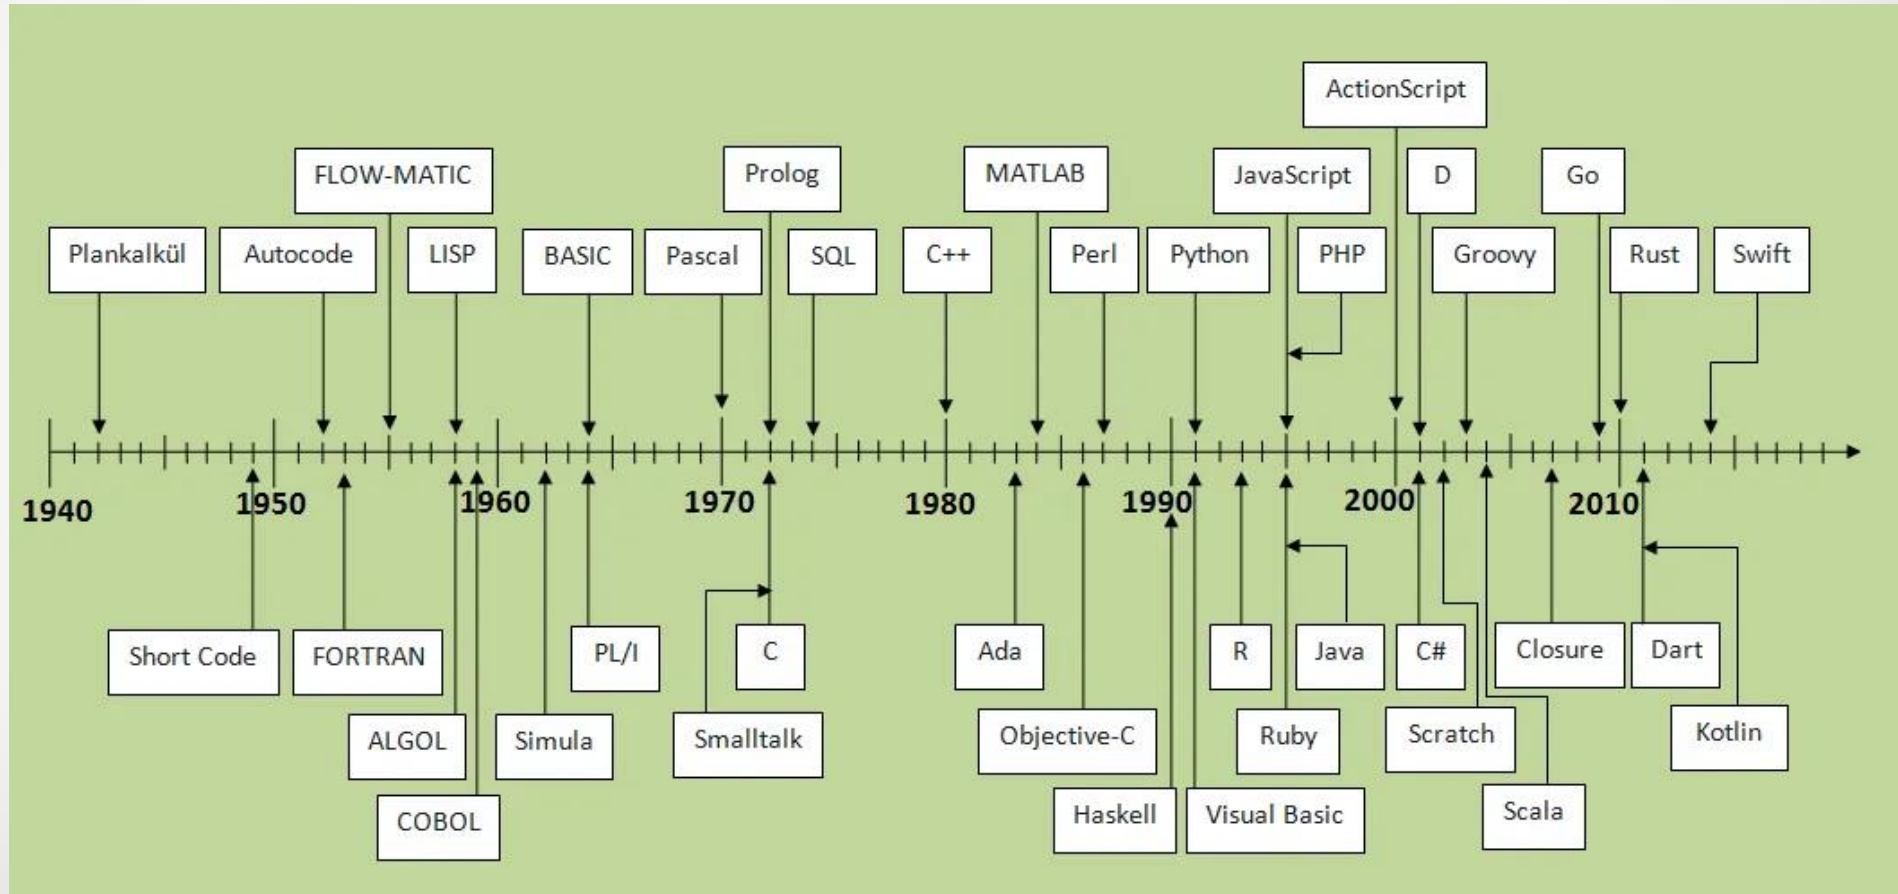 ActionScript
FLOW-MATIC
Prolog
MATLAB
JavaScript
D
Go
Plankalkül
Autocode
LISP
BASIC
Pascal
SQL
C++
Perl
Python
PHP
Groovy
Rust
Swift
1940
1950
1960
1970
1980
1990
2000
2010
Short Code
FORTRAN
PL/I
C
Ada
R
Java
C#
Closure
Dart
ALGOL
Simula
Smalltalk
Objective-C
Ruby
Scratch
Kotlin
COBOL
Haskell
Visual Basic
Scala